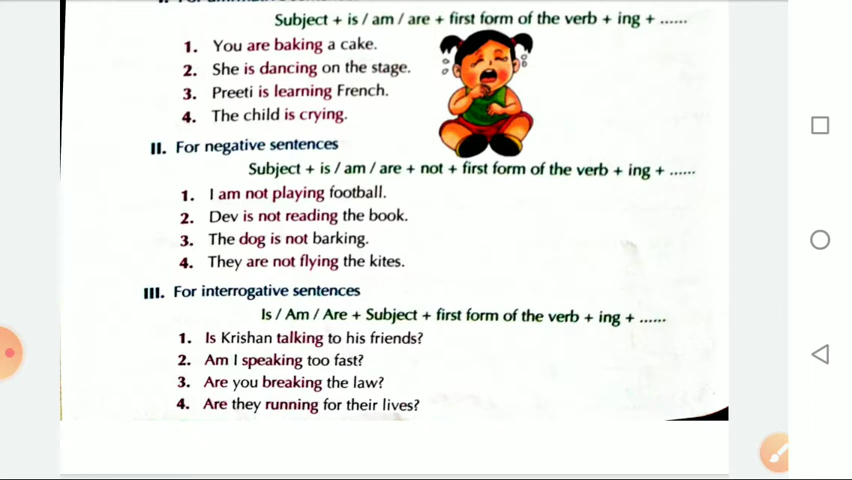 Subject + is / am / are + first form of the verb + ing + ......
1. You are baking a cake.
2. She is dancing on the stage.
3. Preeti is learning French.
4. The child is crying.
II. For negative sentences
Subject + is / am / are + not + first form of the verb + ing + ......
1. I am not playing football.
2. Dev is not reading the book.
3. The dog is not barking.
4. They are not flying the kites.
III. For interrogative sentences
Is / Am / Are + Subject + first form of the verb + ing + ......
1. Is Krishan talking to his friends?
2. Am I speaking too fast?
3. Are you breaking the law?
4. Are they running for their lives?